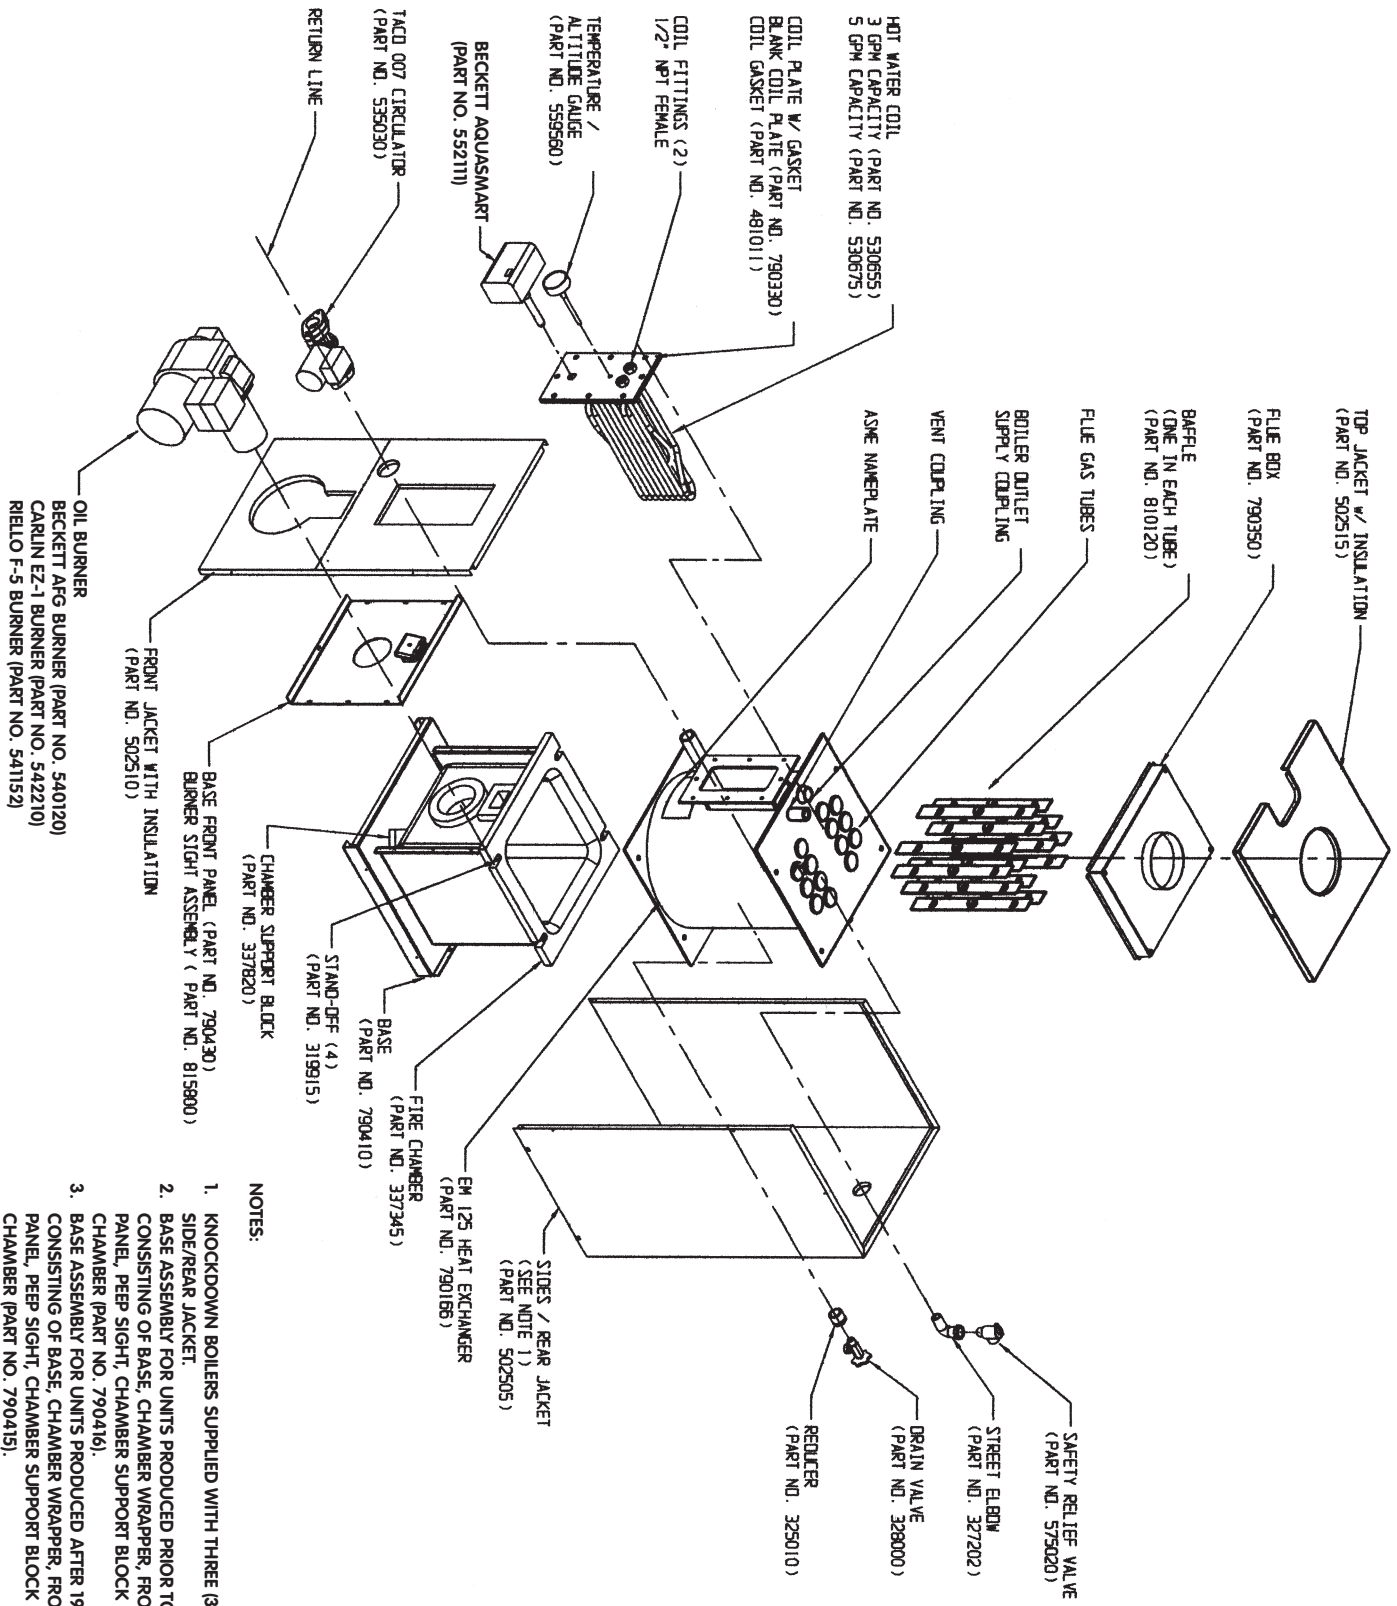 TOP JACKET w/ INSULATION
(PART NO. 502515)
FLUE BOX
(PART NO. 790350)
BAFFLE
(ONE IN EACH TUBE)
(PART NO. 810120)
FLUE GAS TUBES
BOILER OUTLET
SUPPLY COUPLING
VENT COUPLING
ASME NAMEPLATE
HOT WATER COIL
3 GPM CAPACITY (PART NO. 530655)
5 GPM CAPACITY (PART NO. 530675)
COIL PLATE W/ GASKET
BLANK COIL PLATE (PART NO. 790330)
COIL GASKET (PART NO. 481011)
COIL FITTINGS (2)
1/2" NPT FEMALE
TEMPERATURE /
ALTITUDE GAUGE
(PART NO. 559560)
BECKETT AQUASMART
(PART NO. 552111)
TACO 007 CIRCULATOR
(PART NO. 535030)
RETURN LINE
SAFETY RELIEF VALVE
(PART NO. 575020)
STREET ELBOW
(PART NO. 327202)
DRAIN VALVE
(PART NO. 328000)
REDUCER
(PART NO. 325010)
SIDES / REAR JACKET
(SEE NOTE 1)
(PART NO. 502505)
EM 125 HEAT EXCHANGER
(PART NO. 790166)
FIRE CHAMBER
(PART NO. 337345)
BASE
(PART NO. 790410)
STAND-OFF (4)
(PART NO. 319915)
CHAMBER SUPPORT BLOCK
(PART NO. 337820)
BASE FRONT PANEL (PART NO. 790430)
BURNER SIGHT ASSEMBLY ( PART NO. 815800)
FRONT JACKET WITH INSULATION
(PART NO. 502510)
OIL BURNER
BECKETT AFG BURNER (PART NO. 540120)
CARLIN EZ-1 BURNER (PART NO. 542210)
RIELLO F-5 BURNER (PART NO. 541152)
NOTES:
1. KNOCKDOWN BOILERS SUPPLIED WITH THREE (3
SIDE/REAR JACKET.
2. BASE ASSEMBLY FOR UNITS PRODUCED PRIOR TO
CONSISTING OF BASE, CHAMBER WRAPPER, FRO
PANEL, PEEP SIGHT, CHAMBER SUPPORT BLOCK
CHAMBER (PART NO. 790416).
3. BASE ASSEMBLY FOR UNITS PRODUCED AFTER 19
CONSISTING OF BASE, CHAMBER WRAPPER, FRO
PANEL, PEEP SIGHT, CHAMBER SUPPORT BLOCK
CHAMBER (PART NO. 790415).